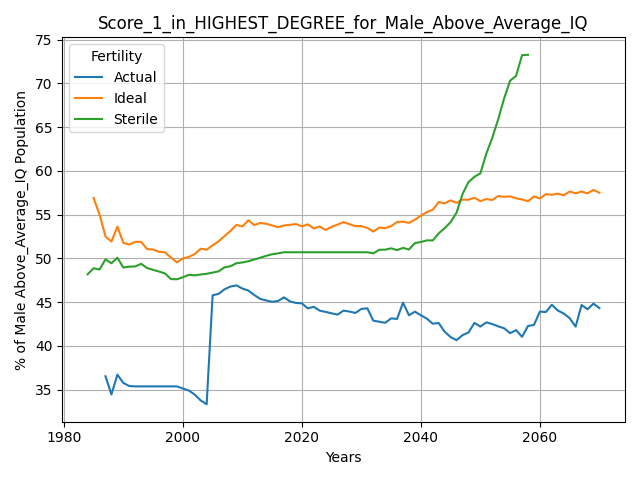 Score_1_in_HIGHEST_DEGREE_for_Male_Above_Average_IQ
% of Male Above_Average_IQ Population
75
70
65
60
55
50
45
40
35
Fertility
Actual
Ideal
Sterile
1980
2000
2020
2040
2060
Years